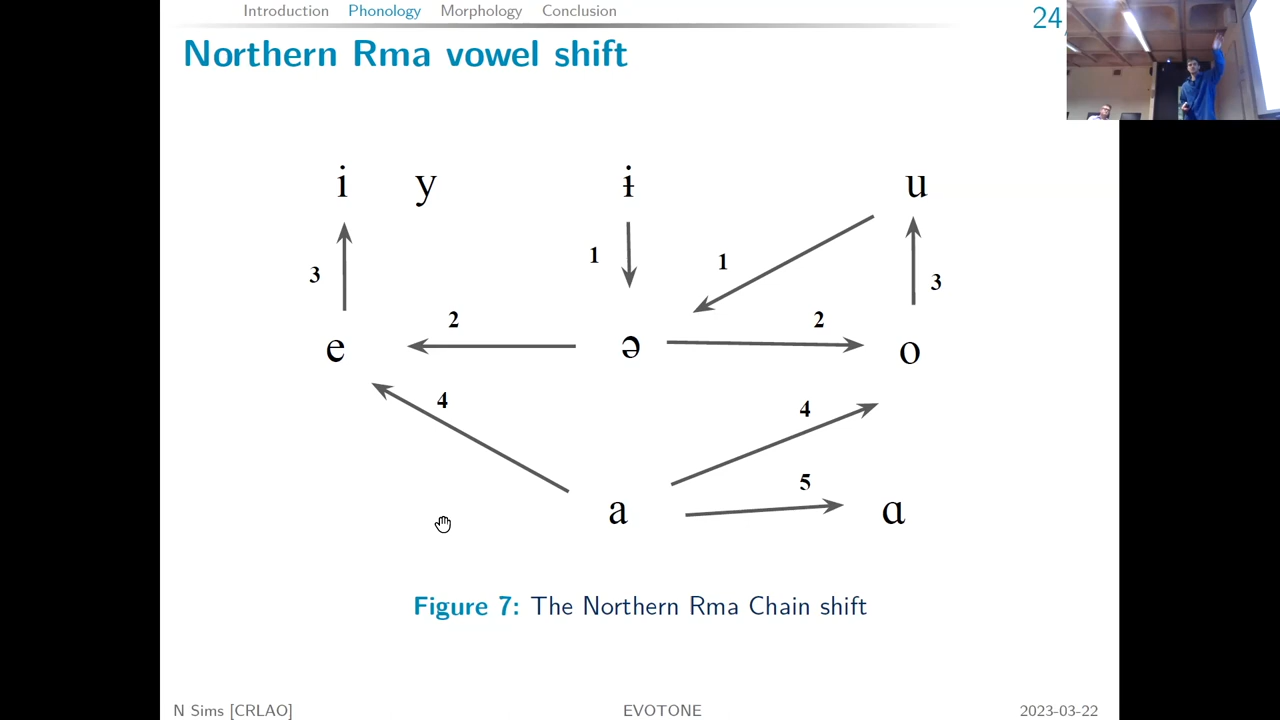 Introduction Phonology Morphology Conclusion
24/
Northern Rma vowel shift
i y ɨ u
1 1
3 3
2 2
e ə o
4 4
5
a ɑ
Figure 7: The Northern Rma Chain shift
N Sims [CRLAO] EVOTONE 2023-03-22